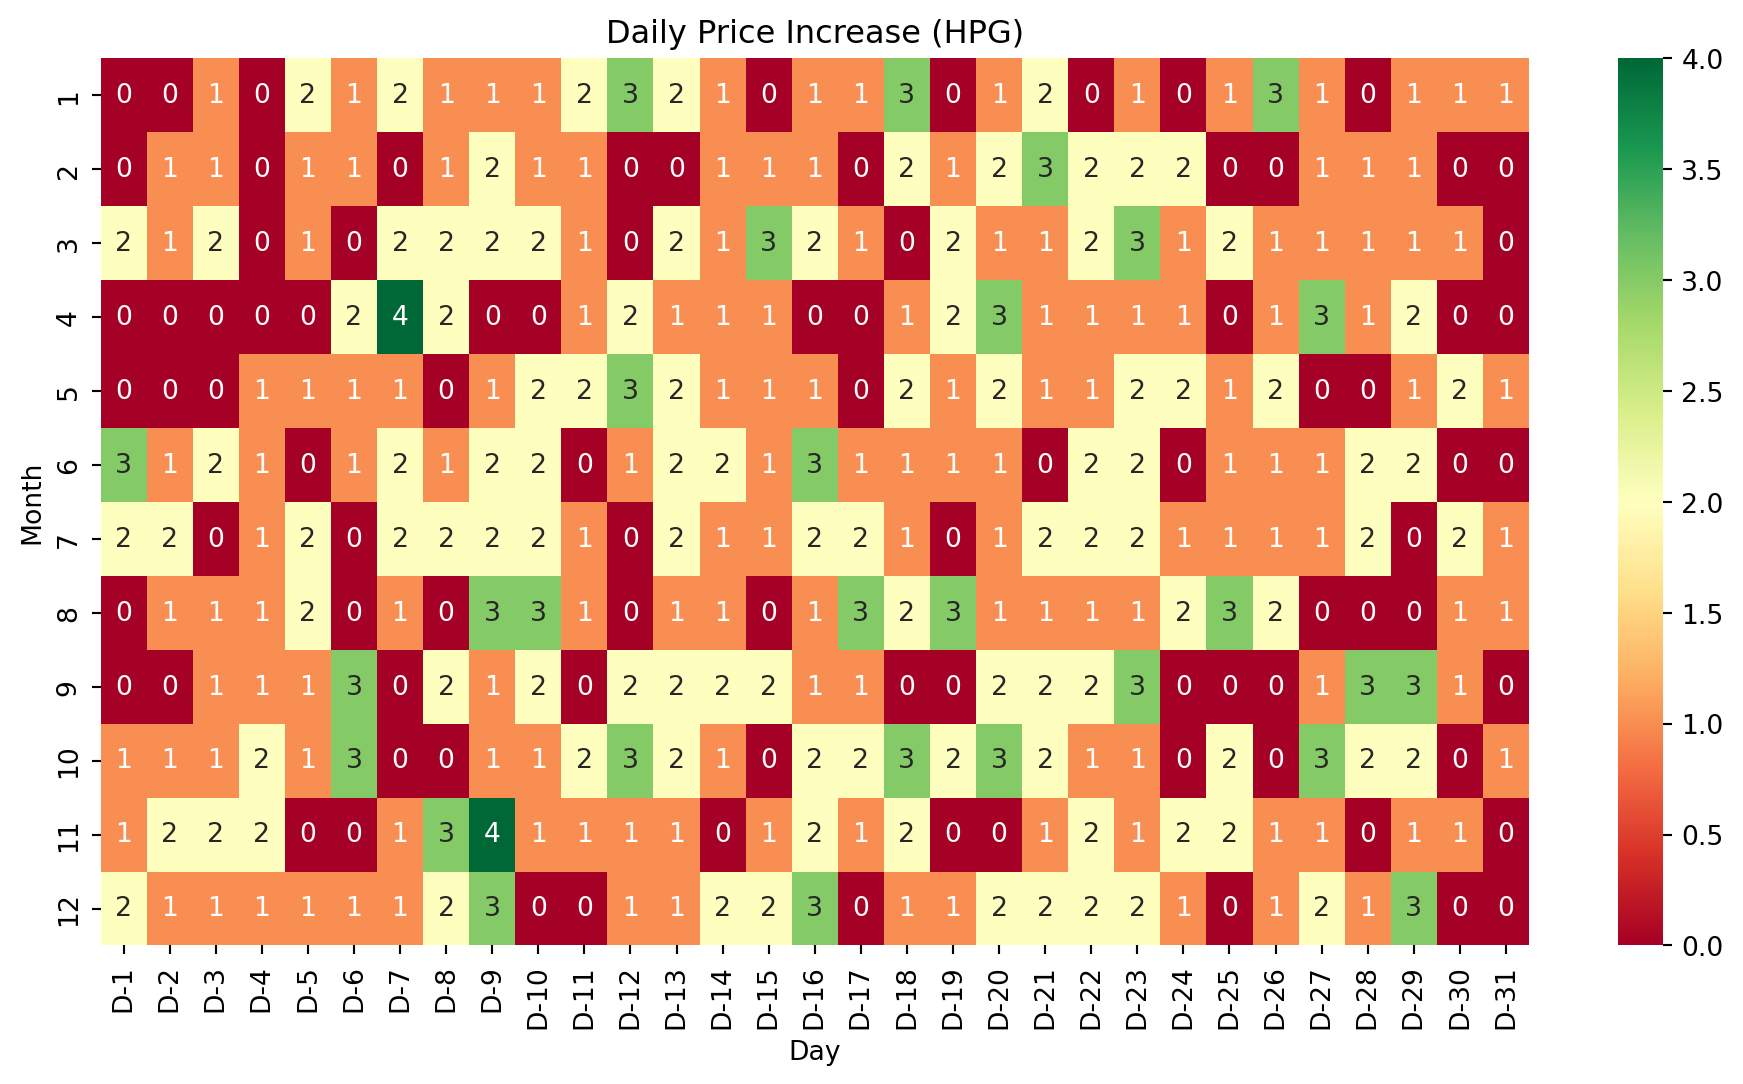 Daily Price Increase (HPG)
1 0 0 1 0 2 1 2 1 1 1 2 3 2 1 0 1 1 3 0 1 2 0 1 0 1 3 1 0 1 1 1
2 0 1 1 0 1 1 0 1 2 1 1 0 0 1 1 1 0 2 1 2 3 2 2 2 0 0 1 1 1 0 0
3 2 1 2 0 1 0 2 2 2 2 1 0 2 1 3 2 1 0 2 1 1 2 3 1 2 1 1 1 1 1 0
4 0 0 0 0 0 2 4 2 0 0 1 2 1 1 1 0 0 1 2 3 1 1 1 1 0 1 3 1 2 0 0
5 0 0 0 1 1 1 1 0 1 2 2 3 2 1 1 1 0 2 1 2 1 1 2 2 1 2 0 0 1 2 1
6 3 1 2 1 0 1 2 1 2 2 0 1 2 2 1 3 1 1 1 1 0 2 2 0 1 1 1 2 2 0 0
7 2 2 0 1 2 0 2 2 2 2 1 0 2 1 1 2 2 1 0 1 2 2 2 1 1 1 1 2 0 2 1
8 0 1 1 1 2 0 1 0 3 3 1 0 1 1 0 1 3 2 3 1 1 1 1 2 3 2 0 0 0 1 1
9 0 0 1 1 1 3 0 2 1 2 0 2 2 2 2 1 1 0 0 2 2 2 3 0 0 0 1 3 3 1 0
10 1 1 1 2 1 3 0 0 1 1 2 3 2 1 0 2 2 3 2 3 2 1 1 0 2 0 3 2 2 0 1
11 1 2 2 2 0 0 1 3 4 1 1 1 1 0 1 2 1 2 0 0 1 2 1 2 2 1 1 0 1 1 0
12 2 1 1 1 1 1 1 2 3 0 0 1 1 2 2 3 0 1 1 2 2 2 2 1 0 1 2 1 3 0 0
Month
D-1 D-2 D-3 D-4 D-5 D-6 D-7 D-8 D-9 D-10 D-11 D-12 D-13 D-14 D-15 D-16 D-17 D-18 D-19 D-20 D-21 D-22 D-23 D-24 D-25 D-26 D-27 D-28 D-29 D-30 D-31
Day
4.0
3.5
3.0
2.5
2.0
1.5
1.0
0.5
0.0